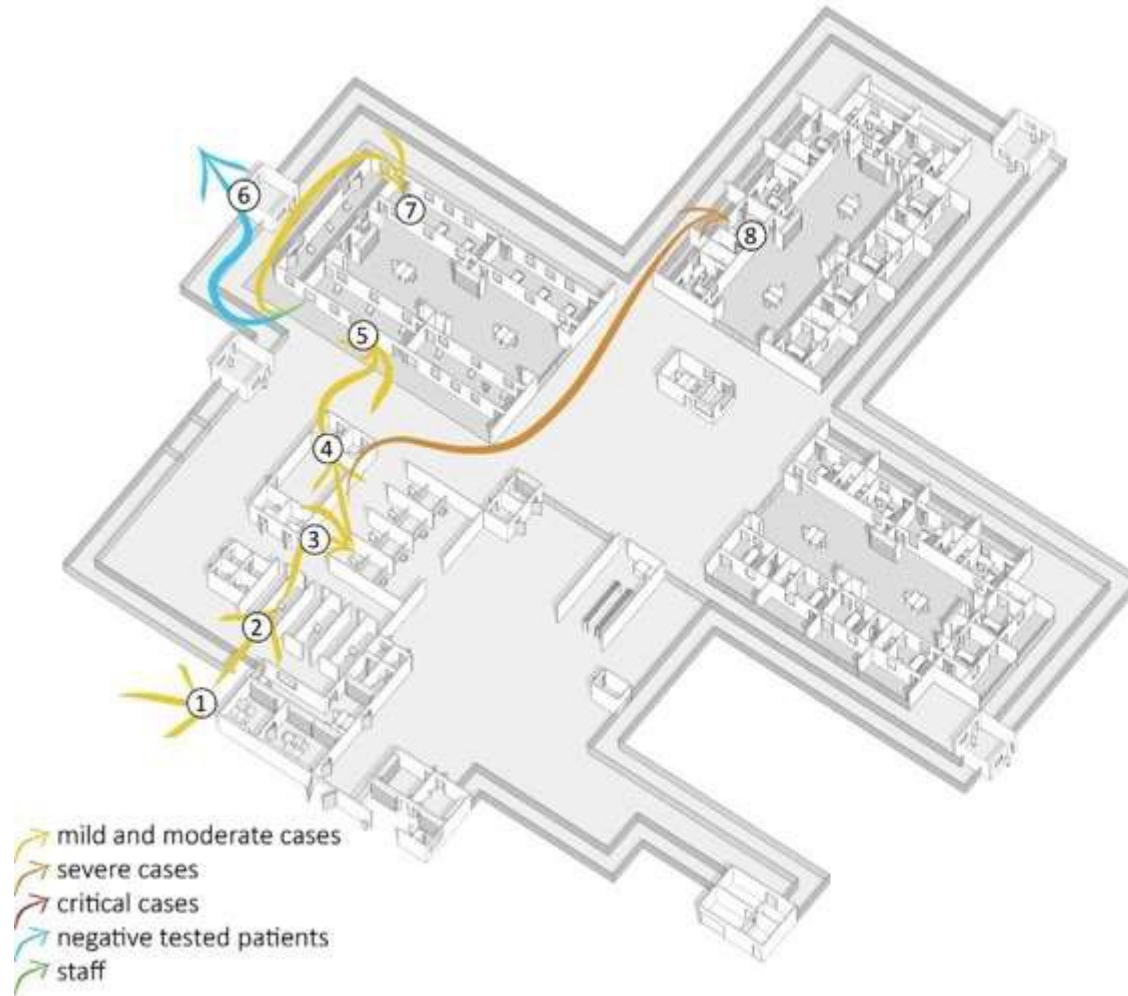 ⑥
⑦
⑧
⑤
④
③
②
①
mild and moderate cases
severe cases
critical cases
negative tested patients
staff